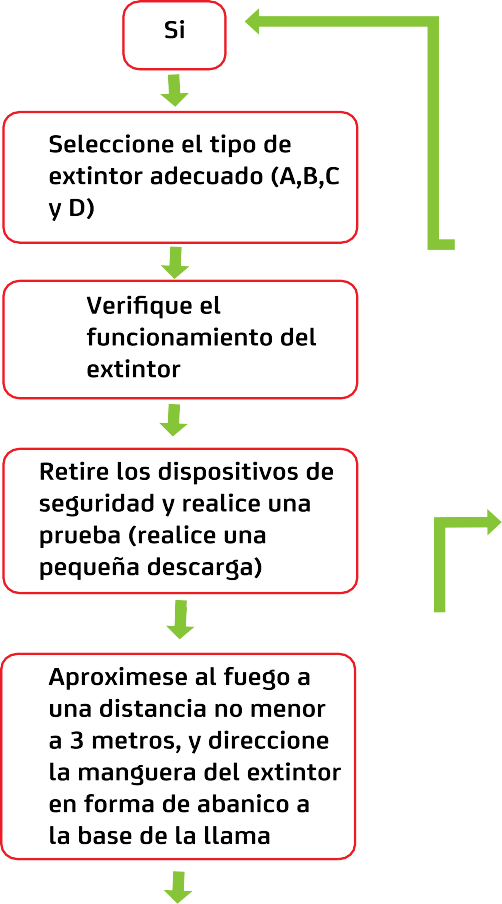 Si
Seleccione el tipo de
extintor adecuado (A,B,C
y D)
Verifique el
funcionamiento del
extintor
Retire los dispositivos de
seguridad y realice una
prueba (realice una
pequeña descarga)
Aproximese al fuego a
una distancia no menor
a 3 metros, y direccione
la manguera del extintor
en forma de abanico a
la base de la llama